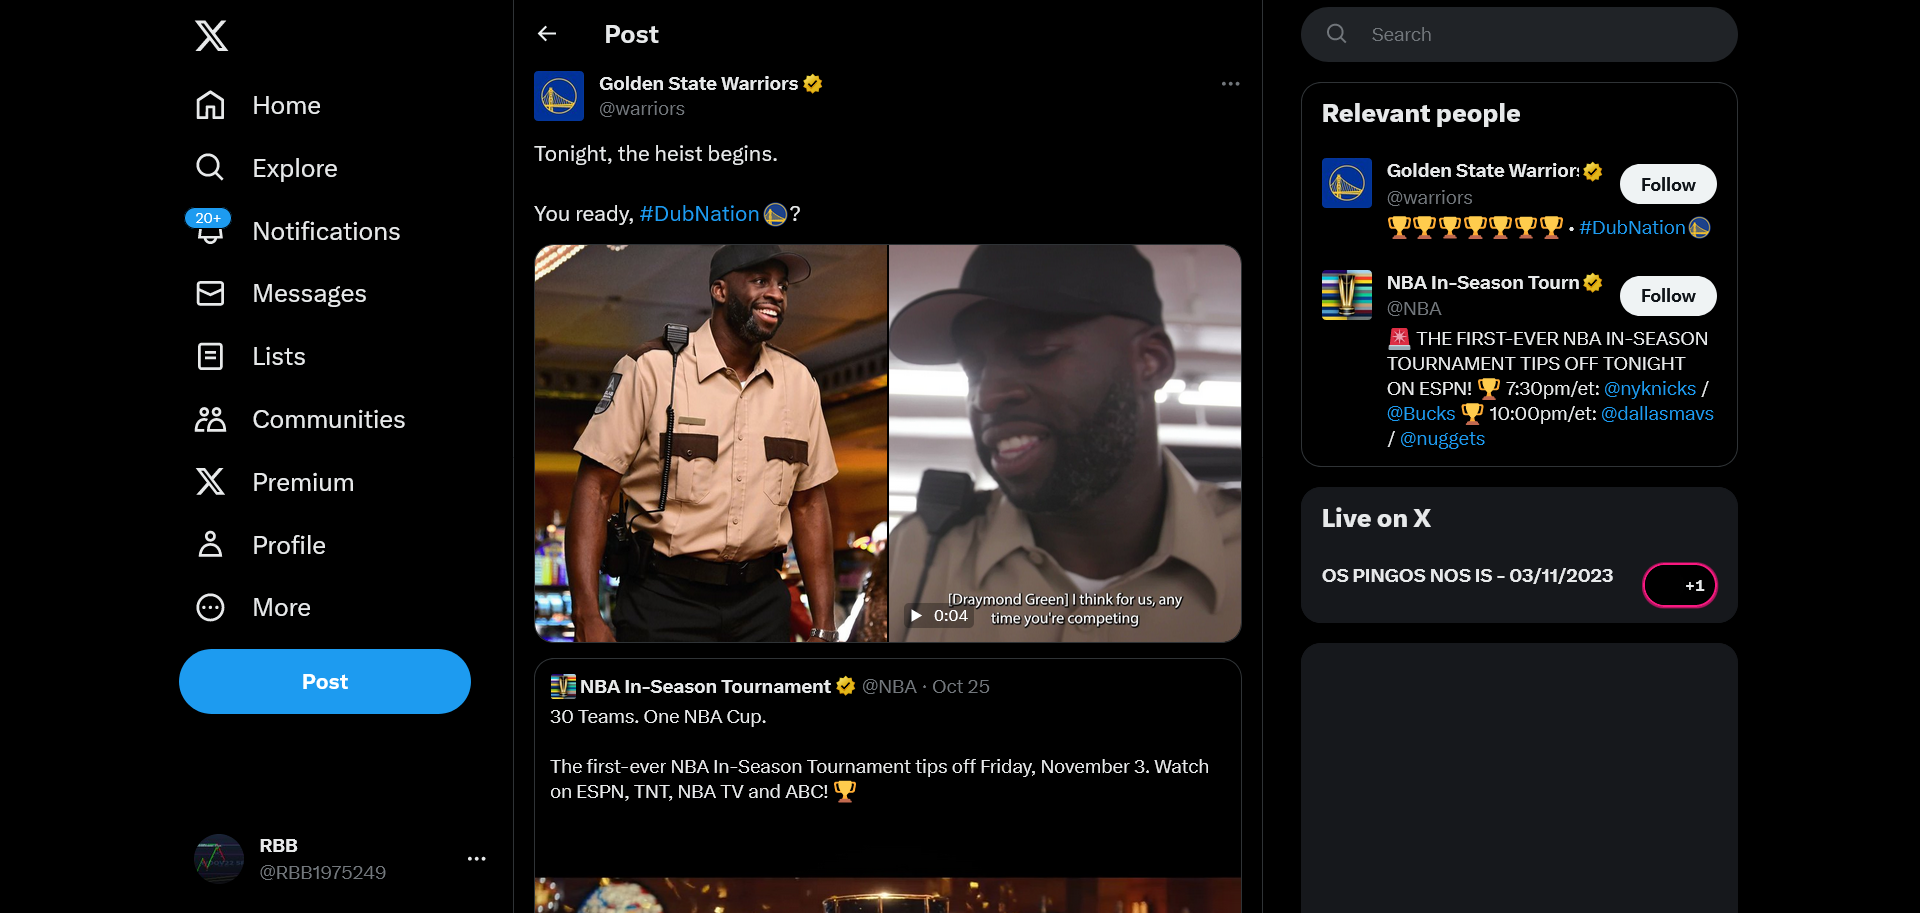 Home
Explore
20+
Notifications
Messages
Lists
Communities
Premium
Profile
More
Post
RBB
@RBB1975249
Post
Golden State Warriors
@warriors
Tonight, the heist begins.
You ready, #DubNation?
[Draymond Green] I think for us, any
time you're competing
0:04
NBA In-Season Tournament @NBA · Oct 25
30 Teams. One NBA Cup.
The first-ever NBA In-Season Tournament tips off Friday, November 3. Watch
on ESPN, TNT, NBA TV and ABC! 🏆
Search
Relevant people
Golden State Warriors
@warriors
Follow
🏆🏆🏆🏆🏆🏆🏆 • #DubNation
NBA In-Season Tourn
@NBA
Follow
🚨 THE FIRST-EVER NBA IN-SEASON
TOURNAMENT TIPS OFF TONIGHT
ON ESPN! 🏆 7:30pm/et: @nyknicks /
@Bucks 🏆 10:00pm/et: @dallasmavs
/ @nuggets
Live on X
OS PINGOS NOS IS - 03/11/2023
+1